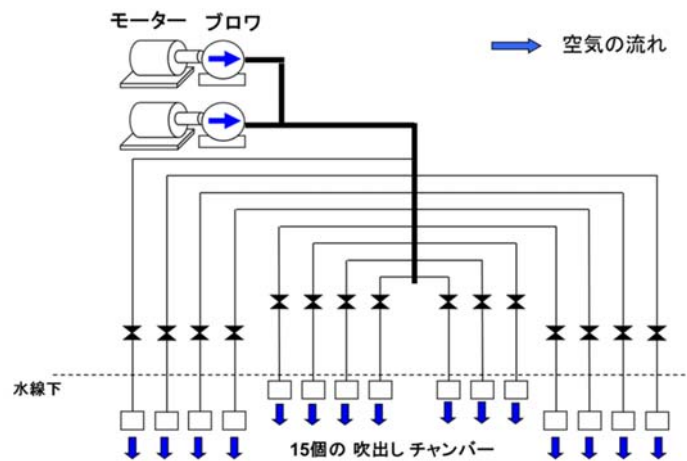 モーター ブロワ
空気の流れ
水線下
15個の 吹出し チャンバー